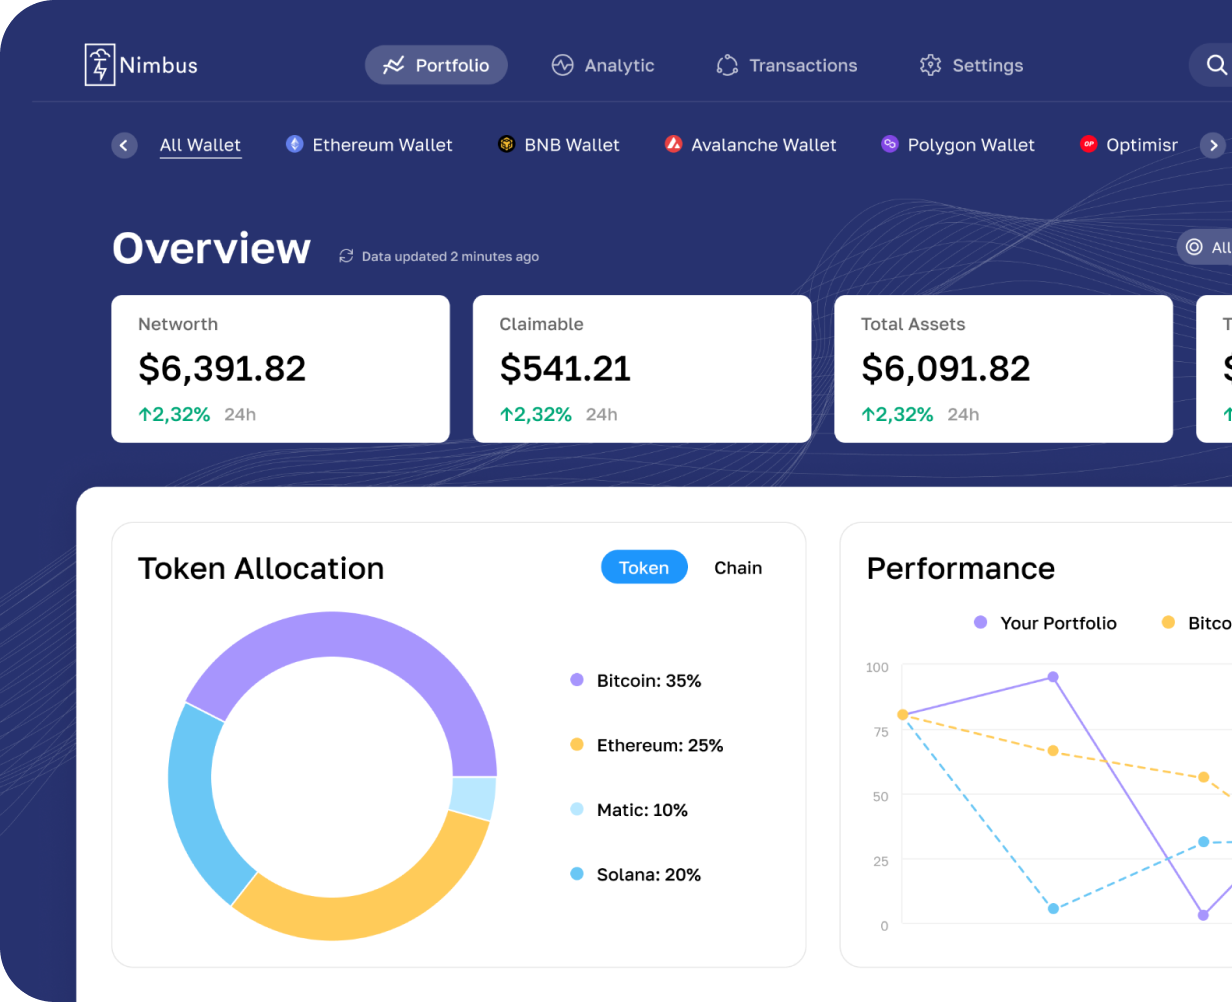 Nimbus
Portfolio
Analytic
Transactions
Settings
All Wallet
Ethereum Wallet
BNB Wallet
Avalanche Wallet
Polygon Wallet
OP
Optimisr
Overview
Data updated 2 minutes ago
All
Networth
$6,391.82
↑2,32% 24h
Claimable
$541.21
↑2,32% 24h
Total Assets
$6,091.82
↑2,32% 24h
T
$
Token Allocation
Token
Chain
Bitcoin: 35%
Ethereum: 25%
Matic: 10%
Solana: 20%
Performance
Your Portfolio
Bitco
100
75
50
25
0